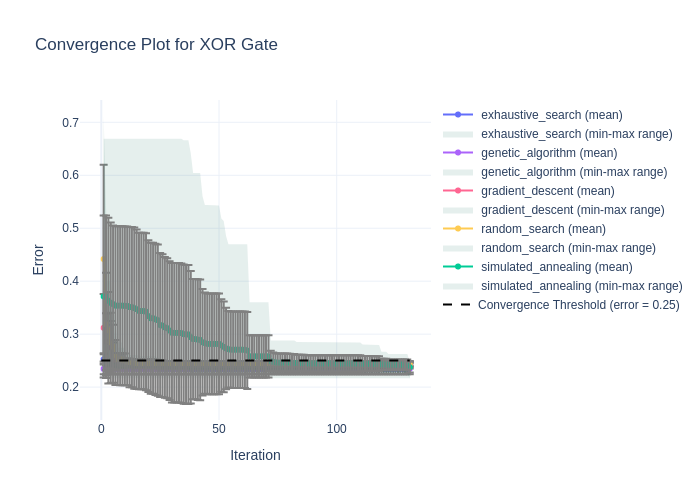 Convergence Plot for XOR Gate
0.7
0.6
0.5
0.4
0.3
0.2
Error
0
50
100
Iteration
exhaustive_search (mean)
exhaustive_search (min-max range)
genetic_algorithm (mean)
genetic_algorithm (min-max range)
gradient_descent (mean)
gradient_descent (min-max range)
random_search (mean)
random_search (min-max range)
simulated_annealing (mean)
simulated_annealing (min-max range)
Convergence Threshold (error = 0.25)